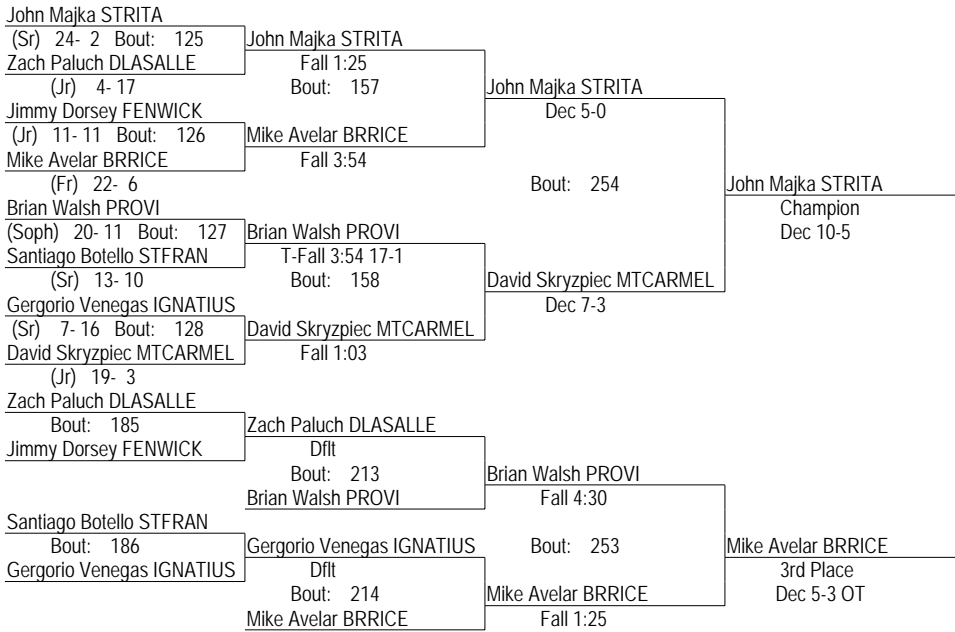 John Majka STRITA
(Sr) 24- 2 Bout: 125 John Majka STRITA
Zach Paluch DLASALLE Fall 1:25
(Jr) 4- 17 Bout: 157 John Majka STRITA
Jimmy Dorsey FENWICK Dec 5-0
(Jr) 11- 11 Bout: 126 Mike Avelar BRRICE
Mike Avelar BRRICE Fall 3:54
(Fr) 22- 6 Bout: 254 John Majka STRITA
Brian Walsh PROVI Champion
(Soph) 20- 11 Bout: 127 Brian Walsh PROVI Dec 10-5
Santiago Botello STFRAN T-Fall 3:54 17-1
(Sr) 13- 10 Bout: 158 David Skryzpiec MTCARMEL
Gergorio Venegas IGNATIUS Dec 7-3
(Sr) 7- 16 Bout: 128 David Skryzpiec MTCARMEL
David Skryzpiec MTCARMEL Fall 1:03
(Jr) 19- 3
Zach Paluch DLASALLE
Bout: 185 Zach Paluch DLASALLE
Jimmy Dorsey FENWICK Dflt
Bout: 213 Brian Walsh PROVI
Brian Walsh PROVI Fall 4:30
Santiago Botello STFRAN
Bout: 186 Gergorio Venegas IGNATIUS Bout: 253 Mike Avelar BRRICE
Gergorio Venegas IGNATIUS Dflt 3rd Place
Bout: 214 Mike Avelar BRRICE Dec 5-3 OT
Mike Avelar BRRICE Fall 1:25